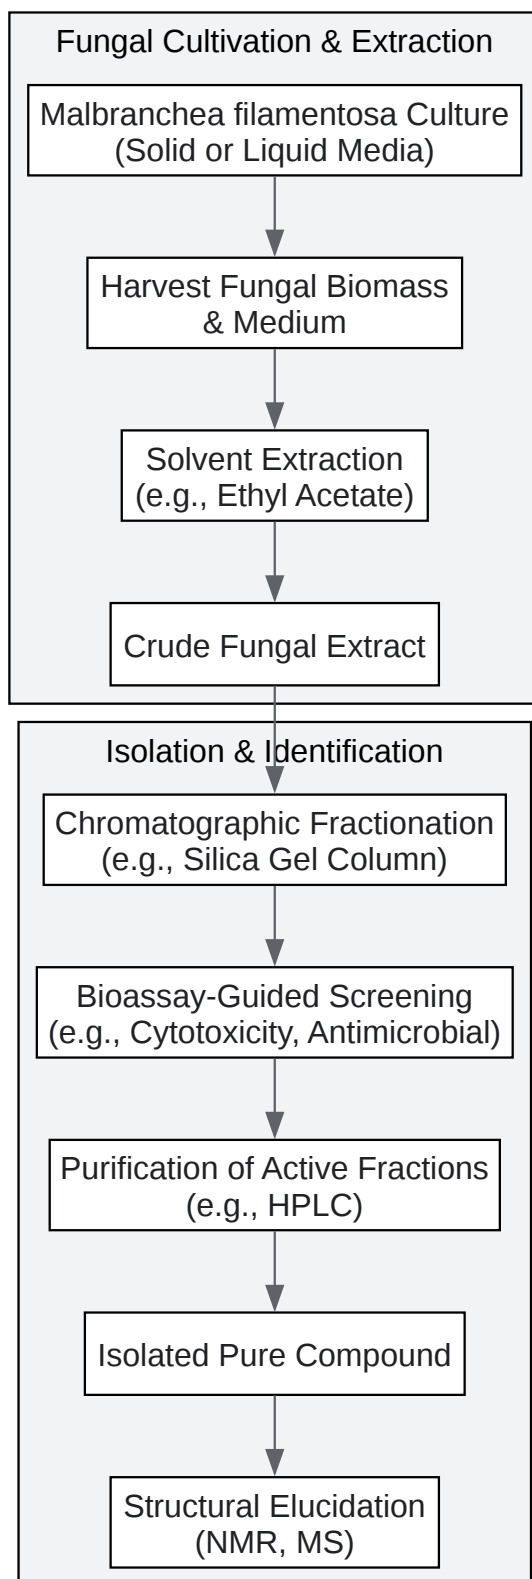 Fungal Cultivation & Extraction
Malbranchea filamentosa Culture
(Solid or Liquid Media)
Harvest Fungal Biomass
& Medium
Solvent Extraction
(e.g., Ethyl Acetate)
Crude Fungal Extract
Isolation & Identification
Chromatographic Fractionation
(e.g., Silica Gel Column)
Bioassay-Guided Screening
(e.g., Cytotoxicity, Antimicrobial)
Purification of Active Fractions
(e.g., HPLC)
Isolated Pure Compound
Structural Elucidation
(NMR, MS)